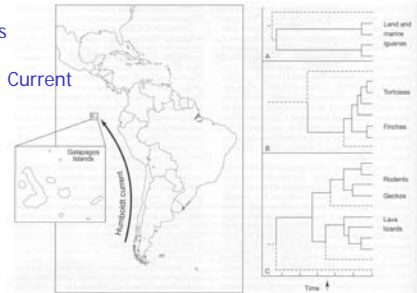 s
Current
Galapagos
Islands
Humboldt current
Land and
marine
iguanas
A
Tortoises
Finches
B
Rodents
Geckos
Lava
lizards
C
Time